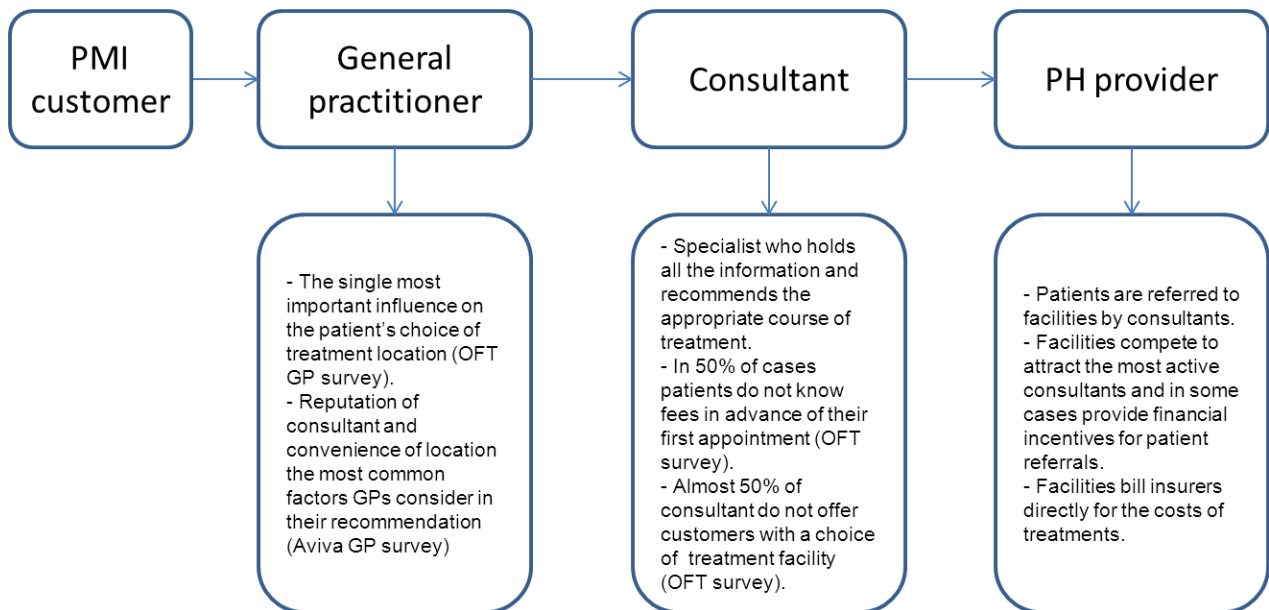 PMI
customer
General
practitioner
Consultant
PH provider
- The single most
important influence on
the patient's choice of
treatment location (OFT
GP survey).
- Reputation of
consultant and
convenience of location
the most common
factors GPs consider in
their recommendation
(Aviva GP survey)
- Specialist who holds
all the information and
recommends the
appropriate course of
treatment.
- In 50% of cases
patients do not know
fees in advance of their
first appointment (OFT
survey).
- Almost 50% of
consultant do not offer
customers with a choice
of treatment facility
(OFT survey).
- Patients are referred to
facilities by consultants.
- Facilities compete to
attract the most active
consultants and in some
cases provide financial
incentives for patient
referrals.
- Facilities bill insurers
directly for the costs of
treatments.